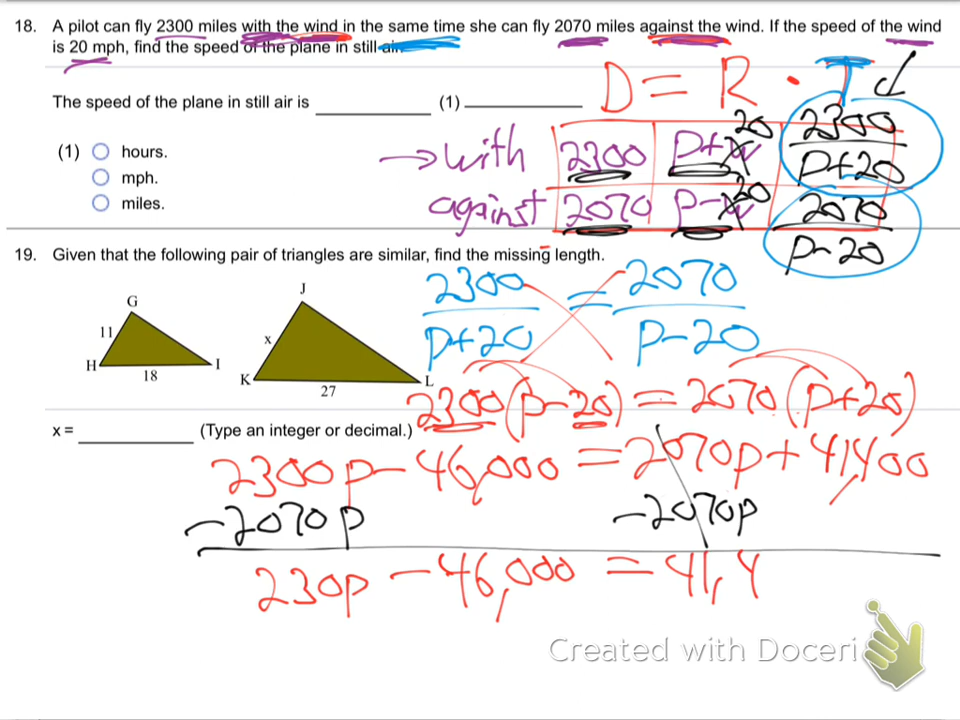 18. A pilot can fly 2300 miles with the wind in the same time she can fly 2070 miles against the wind. If the speed of the wind
is 20 mph, find the speed of the plane in still air.
D = R · T
The speed of the plane in still air is ________ (1) ________
(1) hours.
mph.
miles.
→ with 2300 P+w 20 2300/P+20
against 2070 P-w 20 2070/P-20
19. Given that the following pair of triangles are similar, find the missing length.
G
11
H
18
I
J
x
K
27
L
2300/P+20 = 2070/P-20
2300(P-20) = 2070(P+20)
x = ________ (Type an integer or decimal.)
2300P - 46,000 = 2070P + 41,400
-2070P -2070P
230P - 46,000 = 41,4
Created with Doceri